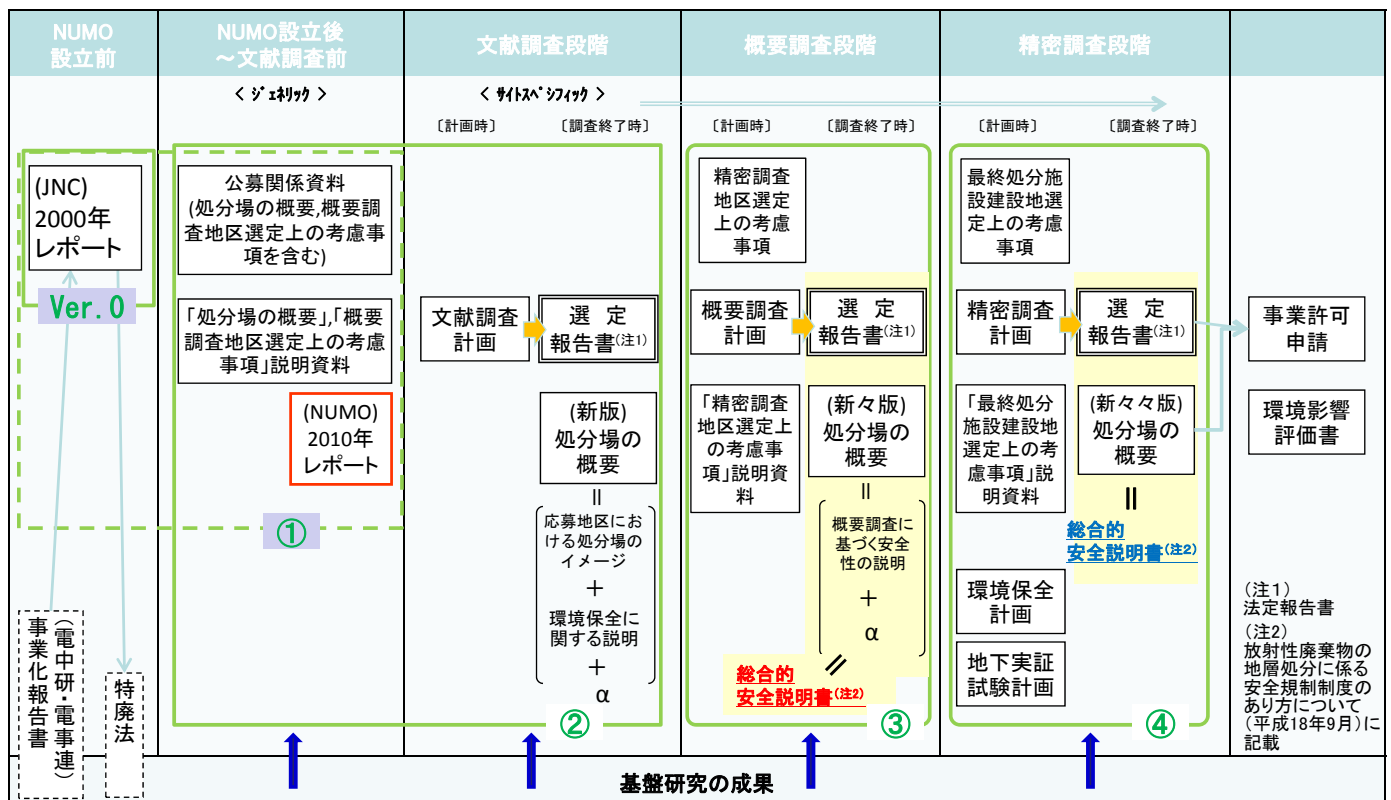 NUMO
設立前
NUMO設立後
～文献調査前
文献調査段階
概要調査段階
精密調査段階
＜ ｼﾞｪﾈﾘｯｸ ＞
＜ ｻｲﾄｽﾍﾟｼﾌｨｯｸ ＞
〔計画時〕
〔調査終了時〕
〔計画時〕
〔調査終了時〕
〔計画時〕
〔調査終了時〕
(JNC)
2000年
レポート
Ver.0
公募関係資料
(処分場の概要,概要調
査地区選定上の考慮事
項を含む)
「処分場の概要」,「概要
調査地区選定上の考慮
事項」説明資料
(NUMO)
2010年
レポート
①
文献調査
計画
選 定
報告書(注1)
(新版)
処分場の
概要
＝
応募地区にお
ける処分場の
イメージ
＋
環境保全に
関する説明
＋
α
②
精密調査
地区選定
上の考慮
事項
概要調査
計画
選 定
報告書(注1)
「精密調査
地区選定上
の考慮事
項」説明資
料
(新々版)
処分場の
概要
＝
概要調査に
基づく安全
性の説明
＋
α
＝
総合的
安全説明書(注2)
③
最終処分施
設建設地選
定上の考慮
事項
精密調査
計画
選 定
報告書(注1)
「最終処分
施設建設地
選定上の考
慮事項」説
明資料
(新々々版)
処分場の
概要
＝
総合的
安全説明書(注2)
環境保全
計画
地下実証
試験計画
④
事業許可
申請
環境影響
評価書
(注1)
法定報告書
(注2)
放射性廃棄物の
地層処分に係る
安全規制制度の
あり方について
(平成18年9月)に
記載
（電中研・電事連）
事業化報告書
特廃法
基盤研究の成果